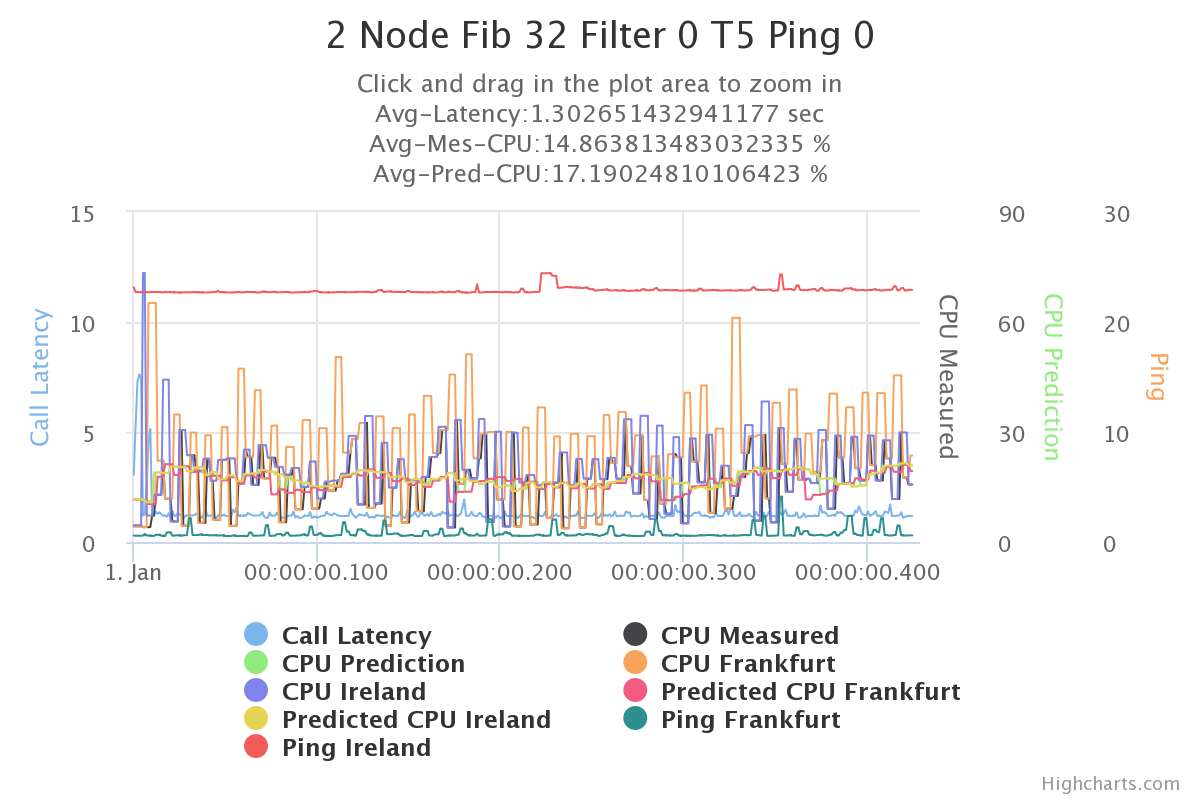 2 Node Fib 32 Filter 0 T5 Ping 0
Click and drag in the plot area to zoom in
Avg-Latency:1.302651432941177 sec
Avg-Mes-CPU:14.863813483032335 %
Avg-Pred-CPU:17.19024810106423 %
15 90 30
10 60 20
5 30 10
0 0 0
Call Latency
CPU Measured
CPU Prediction
Ping
1. Jan 00:00:00.100 00:00:00.200 00:00:00.300 00:00:00.400
Call Latency CPU Measured
CPU Prediction CPU Frankfurt
CPU Ireland Predicted CPU Frankfurt
Predicted CPU Ireland Ping Frankfurt
Ping Ireland
Highcharts.com